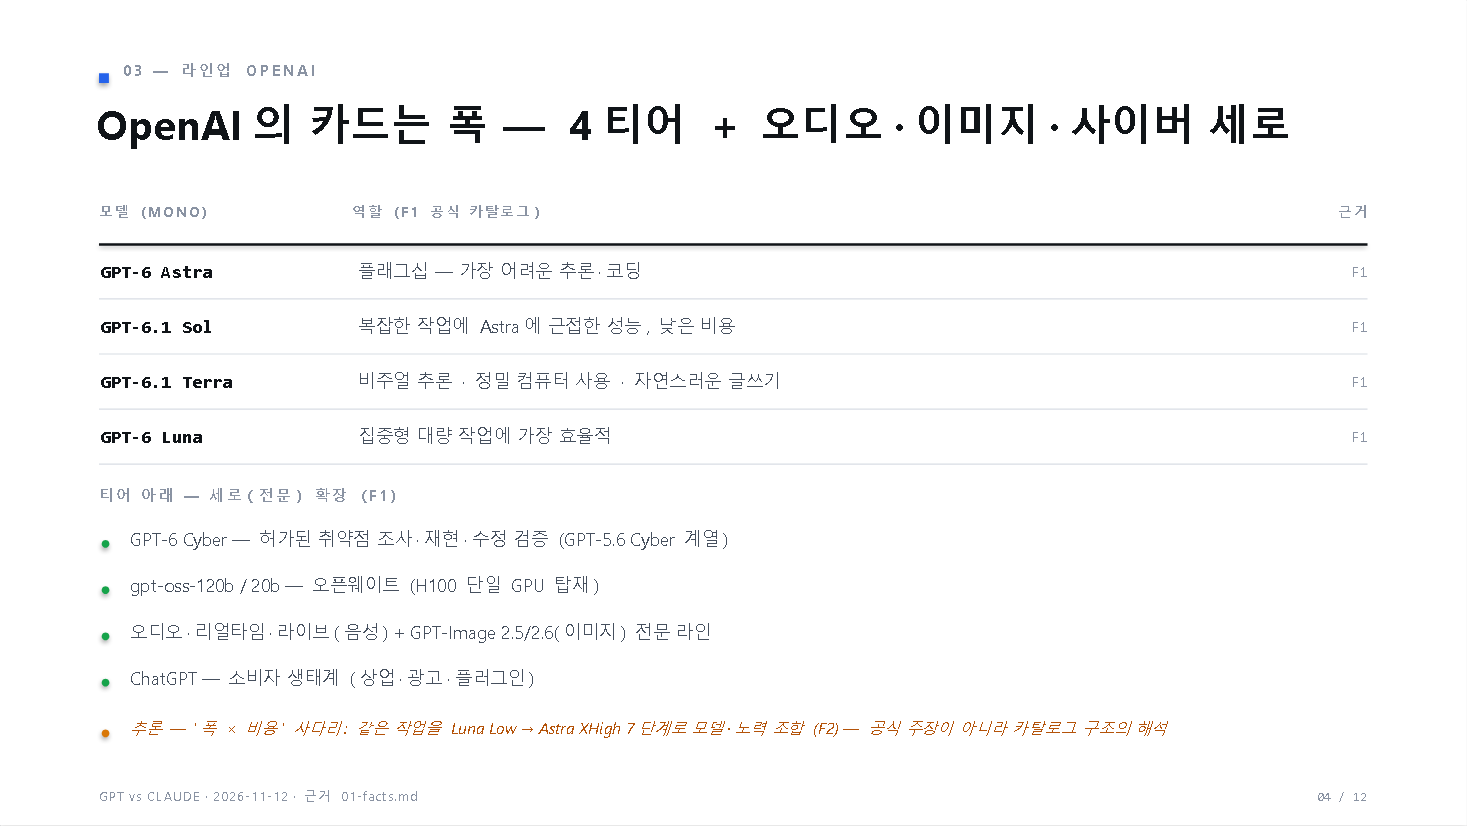 03 — 라인업 OPENAI
OpenAI 의 카드는 폭 — 4 티어 + 오디오·이미지·사이버 세로
모델 (MONO) 역할 (F1 공식 카탈로그) 근거
GPT-6 Astra 플래그십 — 가장 어려운 추론·코딩 F1
GPT-6.1 Sol 복잡한 작업에 Astra 에 근접한 성능, 낮은 비용 F1
GPT-6.1 Terra 비주얼 추론 · 정밀 컴퓨터 사용 · 자연스러운 글쓰기 F1
GPT-6 Luna 집중형 대량 작업에 가장 효율적 F1
티어 아래 — 세로(전문) 확장 (F1)
GPT-6 Cyber — 허가된 취약점 조사·재현·수정 검증 (GPT-5.6 Cyber 계열)
gpt-oss-120b / 20b — 오픈웨이트 (H100 단일 GPU 탑재)
오디오·리얼타임·라이브(음성) + GPT-Image 2.5/2.6(이미지) 전문 라인
ChatGPT — 소비자 생태계 (상업·광고·플러그인)
추론 — '폭 × 비용' 사다리: 같은 작업을 Luna Low → Astra XHigh 7 단계로 모델·노력 조합 (F2) — 공식 주장이 아니라 카탈로그 구조의 해석
GPT vs CLAUDE · 2026-11-12 · 근거 01-facts.md 04 / 12